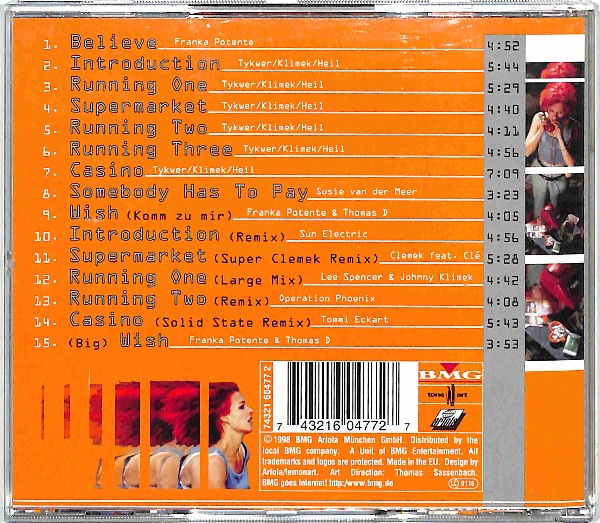 1. Believe Franka Potente 4:52
2. Introduction Tykwer/Klimek/Heil 5:44
3. Running One Tykwer/Klimek/Heil 5:29
4. Supermarket Tykwer/Klimek/Heil 4:40
5. Running Two Tykwer/Klimek/Heil 4:11
6. Running Three Tykwer/Klimek/Heil 4:56
7. Casino Tykwer/Klimek/Heil 7:09
8. Somebody Has To Pay Susie van der Meer 3:23
9. Wish (Komm zu mir) Franka Potente & Thomas D 4:05
10. Introduction (Remix) Sun Electric 4:56
11. Supermarket (Super Clemek Remix) Clemek feat. Clé 5:28
12. Running One (Large Mix) Lee Spencer & Johnny Klimek 4:42
13. Running Two (Remix) Operation Phoenix 4:08
14. Casino (Solid State Remix) Tommi Eckart 5:43
15. (Big) Wish Franka Potente & Thomas D 3:53
74321 60477 2
7 43216 04772 7
BMG
tone art
ariola
©1998 BMG Ariola München GmbH. Distributed by the
local BMG company. A Unit of BMG Entertainment. All
trademarks and logos are protected. Made in the EU. Design by
Ariola/lemonart. Art Direction: Thomas Sassenbach.
BMG goes Internet! http:/www.bmg.de
LC 0116